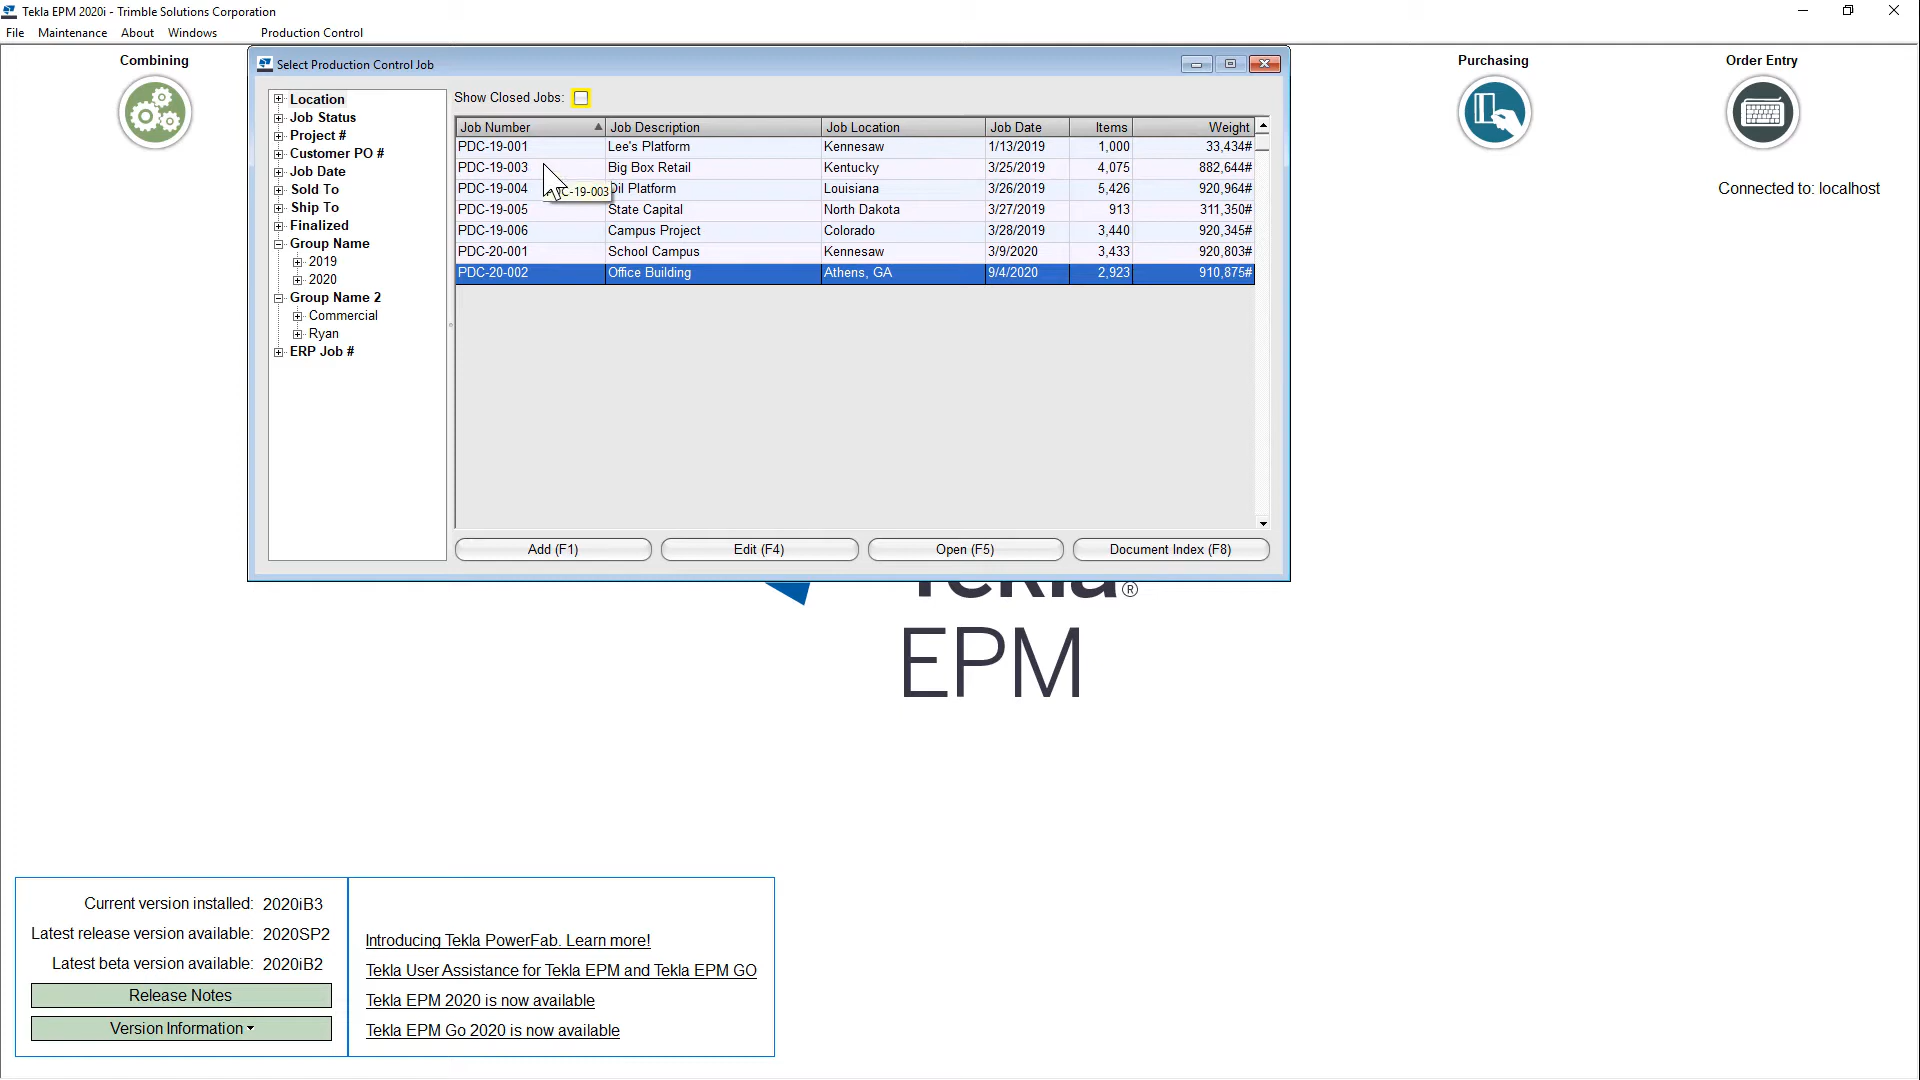 Tekla EPM 2020i - Trimble Solutions Corporation
File Maintenance About Windows Production Control
Combining
Purchasing
Order Entry
Connected to: localhost
Select Production Control Job
Location
Job Status
Project #
Customer PO #
Job Date
Sold To
Ship To
Finalized
Group Name
2019
2020
Group Name 2
Commercial
Ryan
ERP Job #
Show Closed Jobs:
Job Number Job Description Job Location Job Date Items Weight
PDC-19-001 Lee's Platform Kennesaw 1/13/2019 1,000 33,434#
PDC-19-003 Big Box Retail Kentucky 3/25/2019 4,075 882,644#
PDC-19-004 Oil Platform Louisiana 3/26/2019 5,426 920,964#
PDC-19-005 State Capital North Dakota 3/27/2019 913 311,350#
PDC-19-006 Campus Project Colorado 3/28/2019 3,440 920,345#
PDC-20-001 School Campus Kennesaw 3/9/2020 3,433 920,803#
PDC-20-002 Office Building Athens, GA 9/4/2020 2,923 910,875#
Add (F1) Edit (F4) Open (F5) Document Index (F8)
Tekla®
EPM
Current version installed: 2020iB3
Latest release version available: 2020SP2
Latest beta version available: 2020iB2
Release Notes
Version Information
Introducing Tekla PowerFab. Learn more!
Tekla User Assistance for Tekla EPM and Tekla EPM GO
Tekla EPM 2020 is now available
Tekla EPM Go 2020 is now available